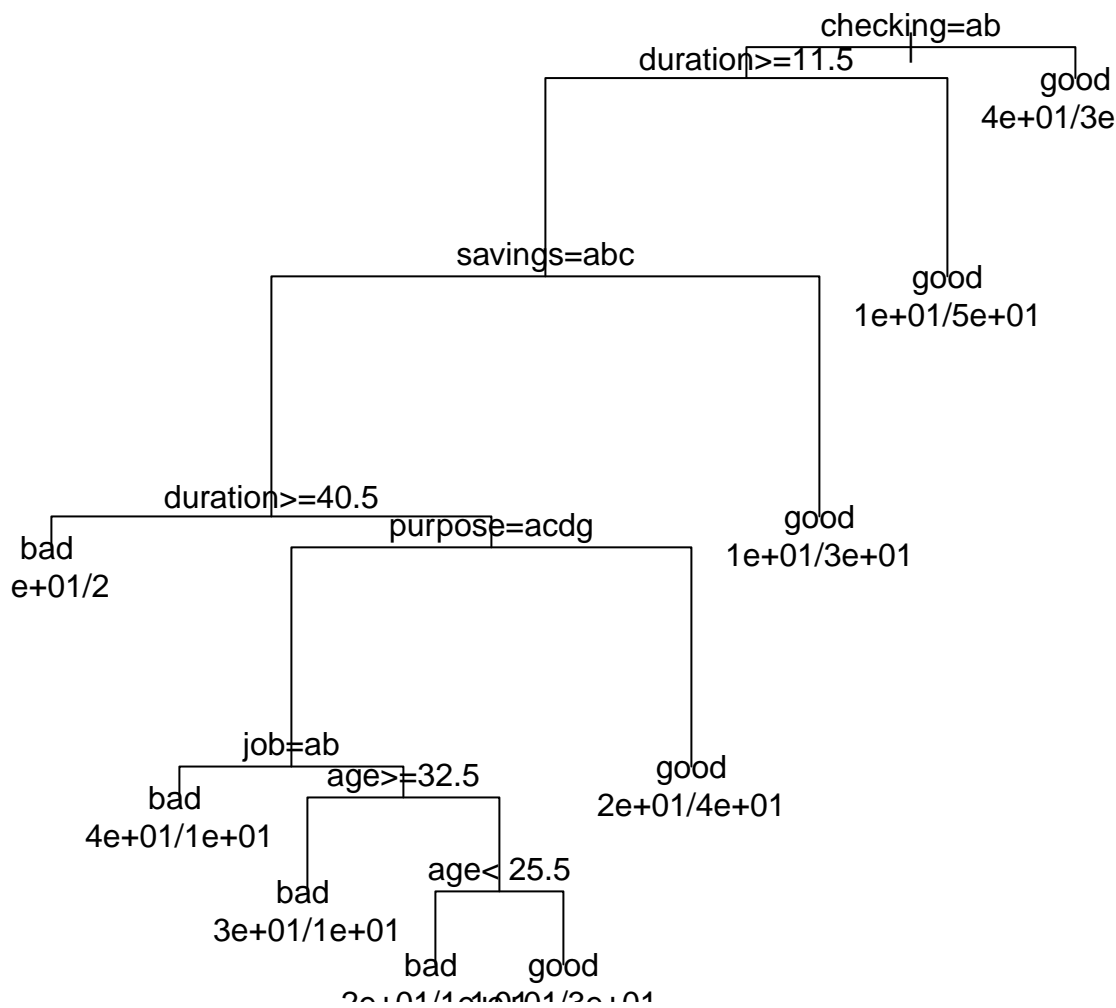 checking=ab
duration>=11.5
good
4e+01/3e
savings=abc
good
1e+01/5e+01
duration>=40.5
purpose=acdg
good
1e+01/3e+01
bad
e+01/2
job=ab
age>=32.5
good
2e+01/4e+01
bad
4e+01/1e+01
age< 25.5
bad
3e+01/1e+01
bad
good